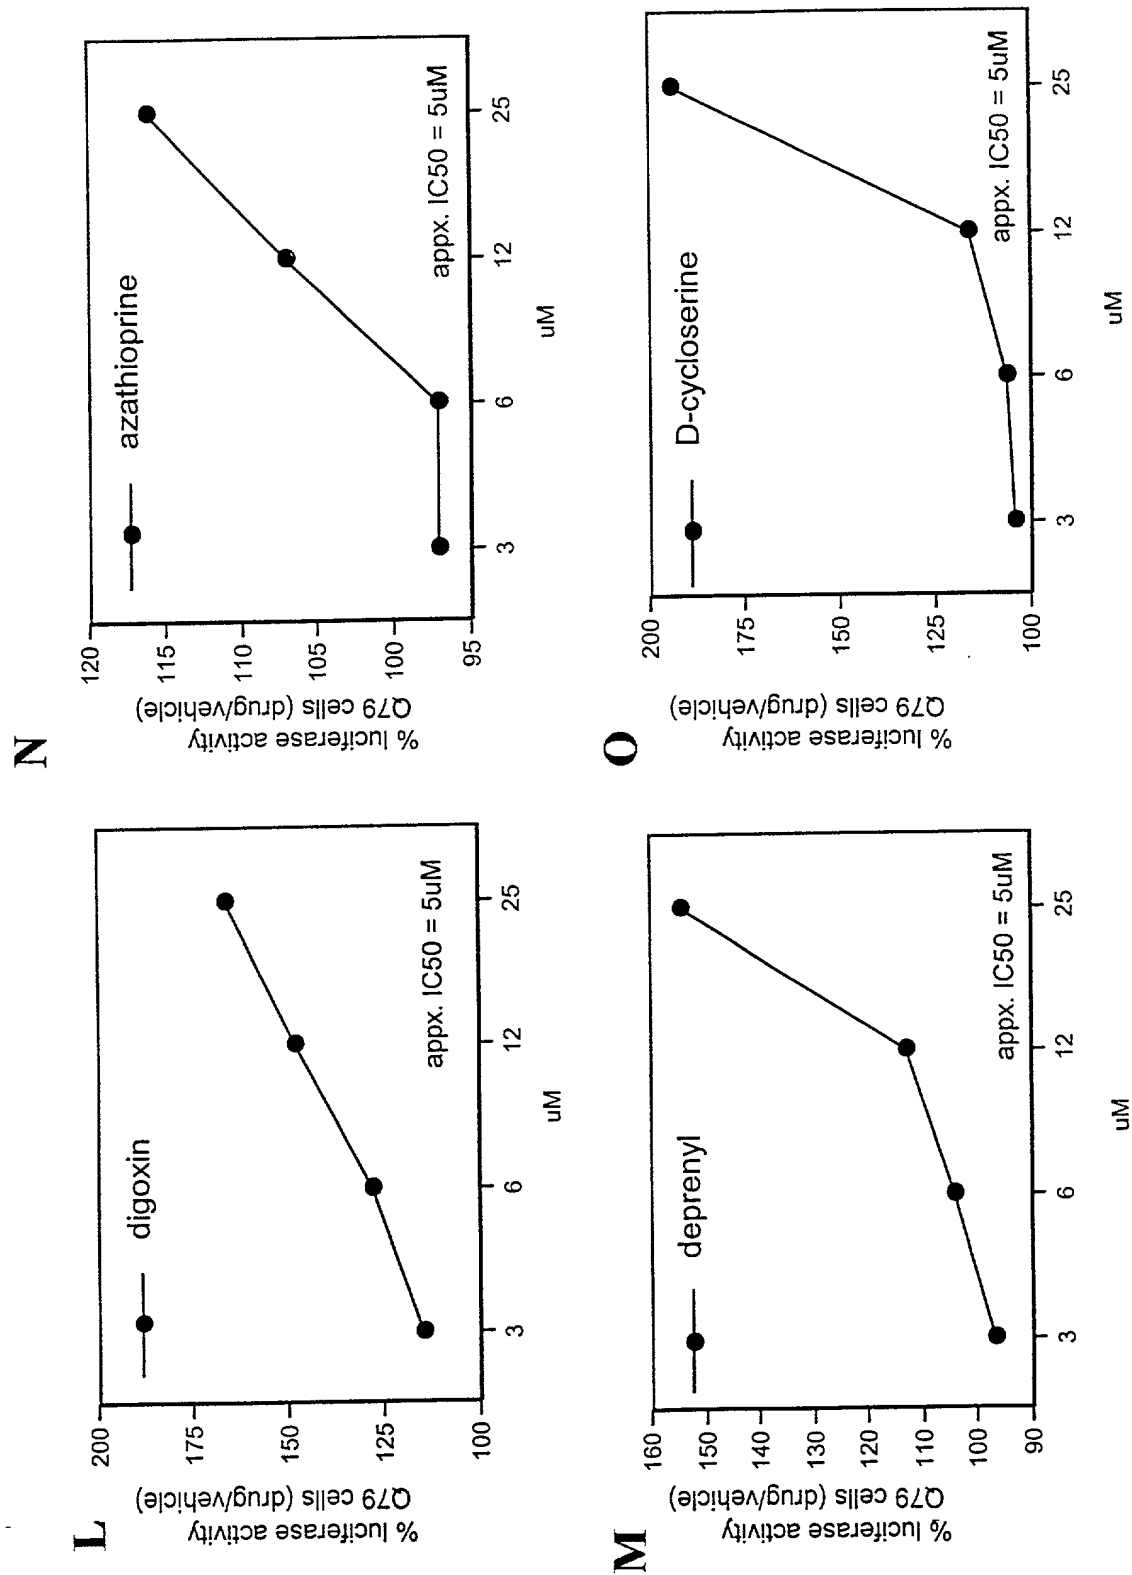 L
% luciferase activity
Q79 cells (drug/vehicle)
200
175
150
125
100
digoxin
appx. IC50 = 5uM
3
6
12
25
uM
N
% luciferase activity
Q79 cells (drug/vehicle)
120
115
110
105
100
95
azathioprine
appx. IC50 = 5uM
3
6
12
25
uM
M
% luciferase activity
Q79 cells (drug/vehicle)
160
150
140
130
120
110
100
90
deprenyl
appx. IC50 = 5uM
3
6
12
25
uM
O
% luciferase activity
Q79 cells (drug/vehicle)
200
175
150
125
100
D-cycloserine
appx. IC50 = 5uM
3
6
12
25
uM